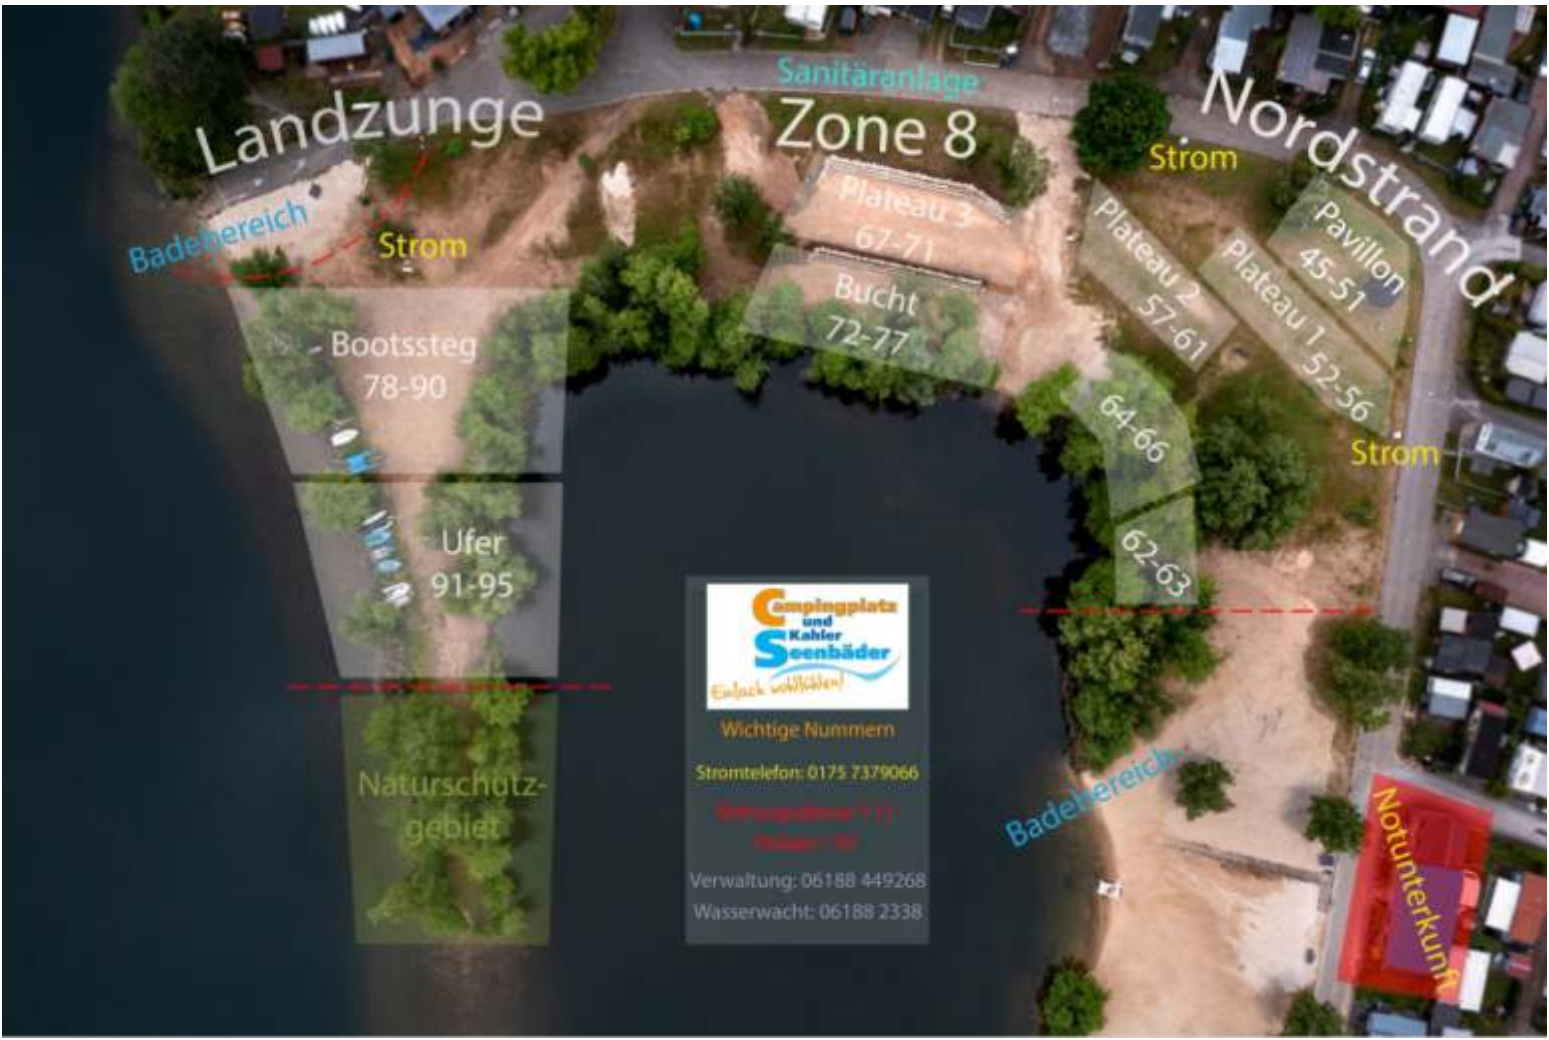 Sanitäranlage
Landzunge
Zone 8
Nordstrand
Strom
Badebereich
Strom
Plateau 3
67-71
Bucht
72-77
Plateau 2
57-61
Plateau 1
52-56
Pavillon
45-51
Strom
Bootssteg
78-90
64-66
62-63
Ufer
91-95
Campingplatz
und
Kahler
Seenbäder
Einfach wohlfühlen!
Wichtige Nummern
Stromtelefon: 0175 7379066
Verwaltung: 06188 449268
Wasserwacht: 06188 2338
Naturschutz-
gebiet
Badebereich
Notunterkunft